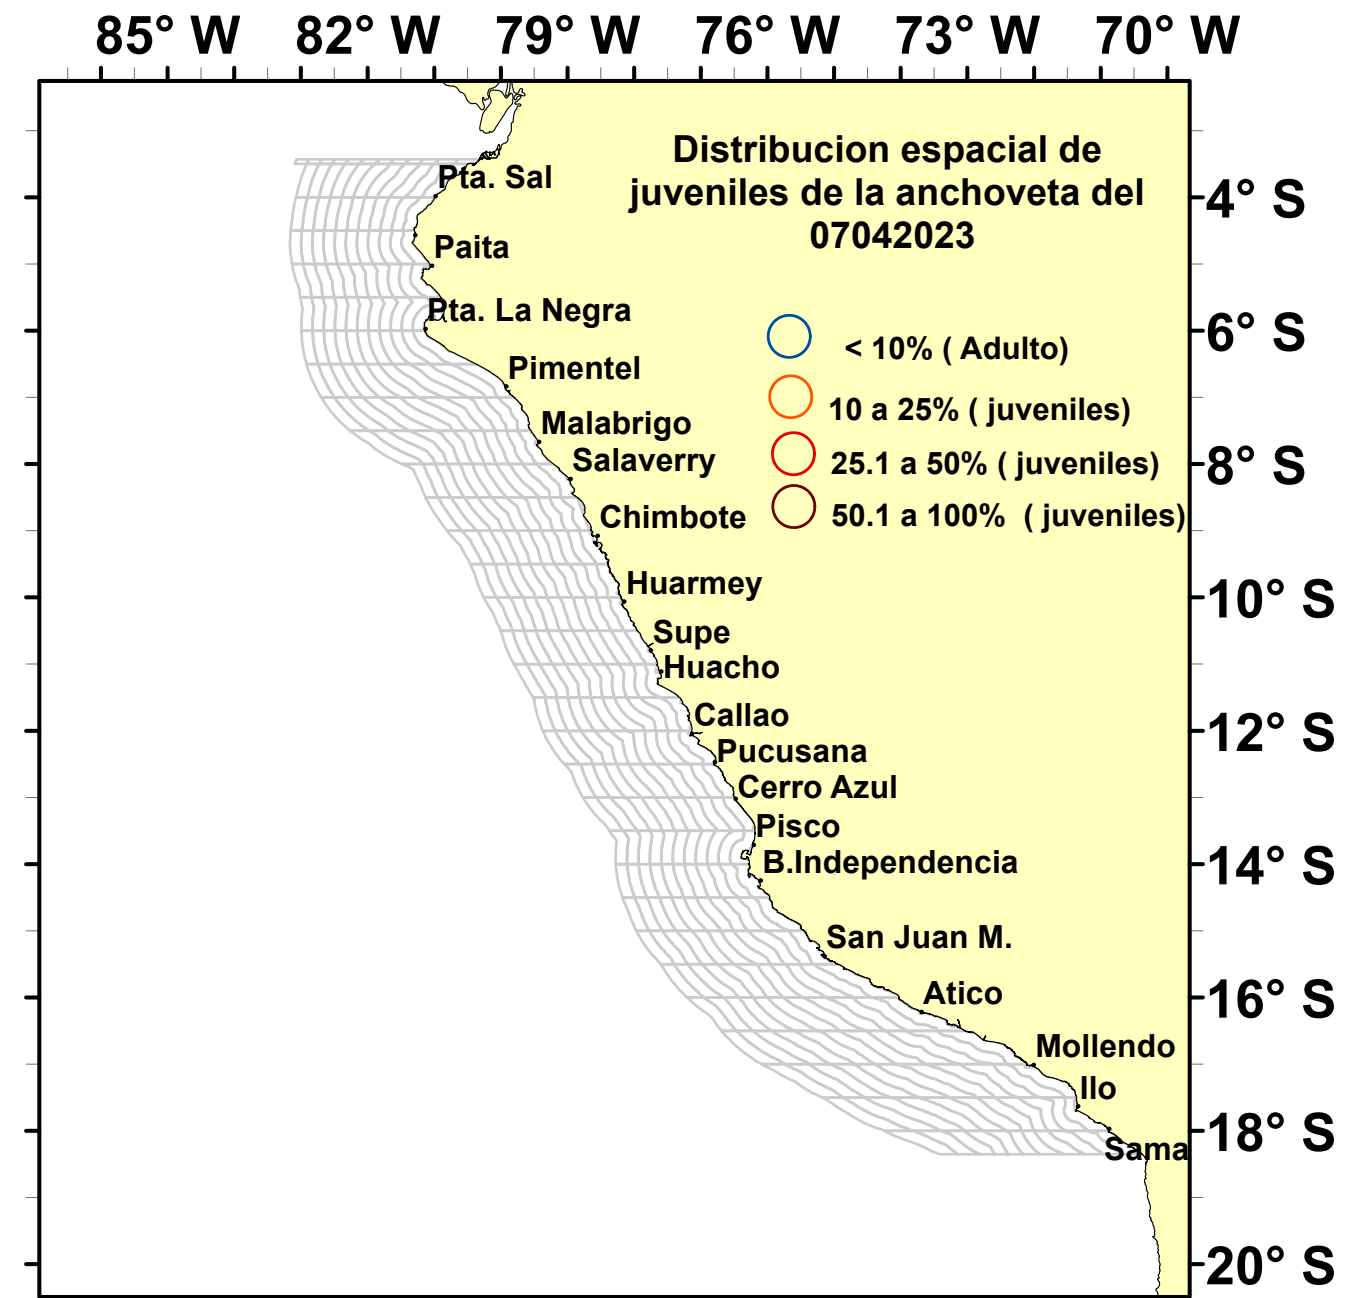 85° W 82° W 79° W 76° W 73° W 70° W
Distribucion espacial de
juveniles de la anchoveta del
07042023
Pta. Sal
4° S
Paita
Pta. La Negra
6° S
< 10% ( Adulto)
Pimentel
10 a 25% ( juveniles)
Malabrigo
Salaverry
25.1 a 50% ( juveniles)
8° S
Chimbote
50.1 a 100%  ( juveniles)
Huarmey
10° S
Supe
Huacho
Callao
12° S
Pucusana
Cerro Azul
Pisco
B.Independencia
14° S
San Juan M.
Atico
16° S
Mollendo
Ilo
18° S
Sama
20° S